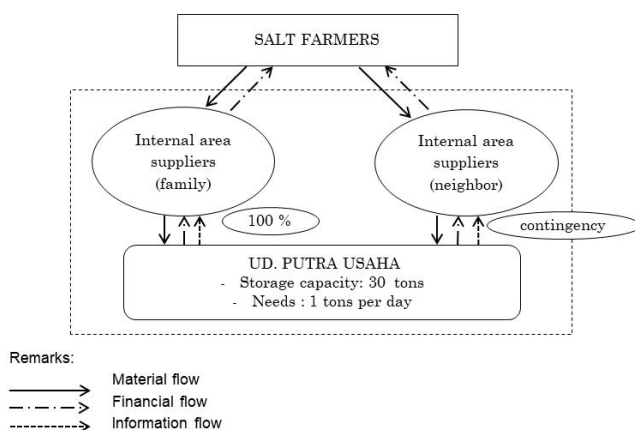 SALT FARMERS
Internal area
suppliers
(family)
Internal area
suppliers
(neighbor)
100 %
contingency
UD. PUTRA USAHA
- Storage capacity: 30 tons
- Needs : 1 tons per day
Remarks:
Material flow
Financial flow
Information flow